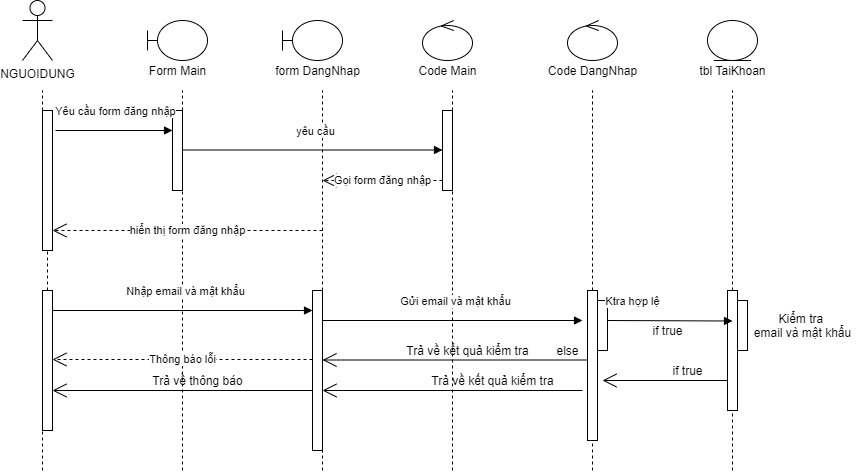 NGUOIDUNG
Form Main
form DangNhap
Code Main
Code DangNhap
tbl TaiKhoan
Yêu cầu form đăng nhập
yêu cầu
Gọi form đăng nhập
hiển thị form đăng nhập
Nhập email và mật khẩu
Gửi email và mật khẩu
Ktra hợp lệ
if true
Kiểm tra
email và mật khẩu
Thông báo lỗi
Trả về kết quả kiểm tra
else
if true
Trả về thông báo
Trả về kết quả kiểm tra